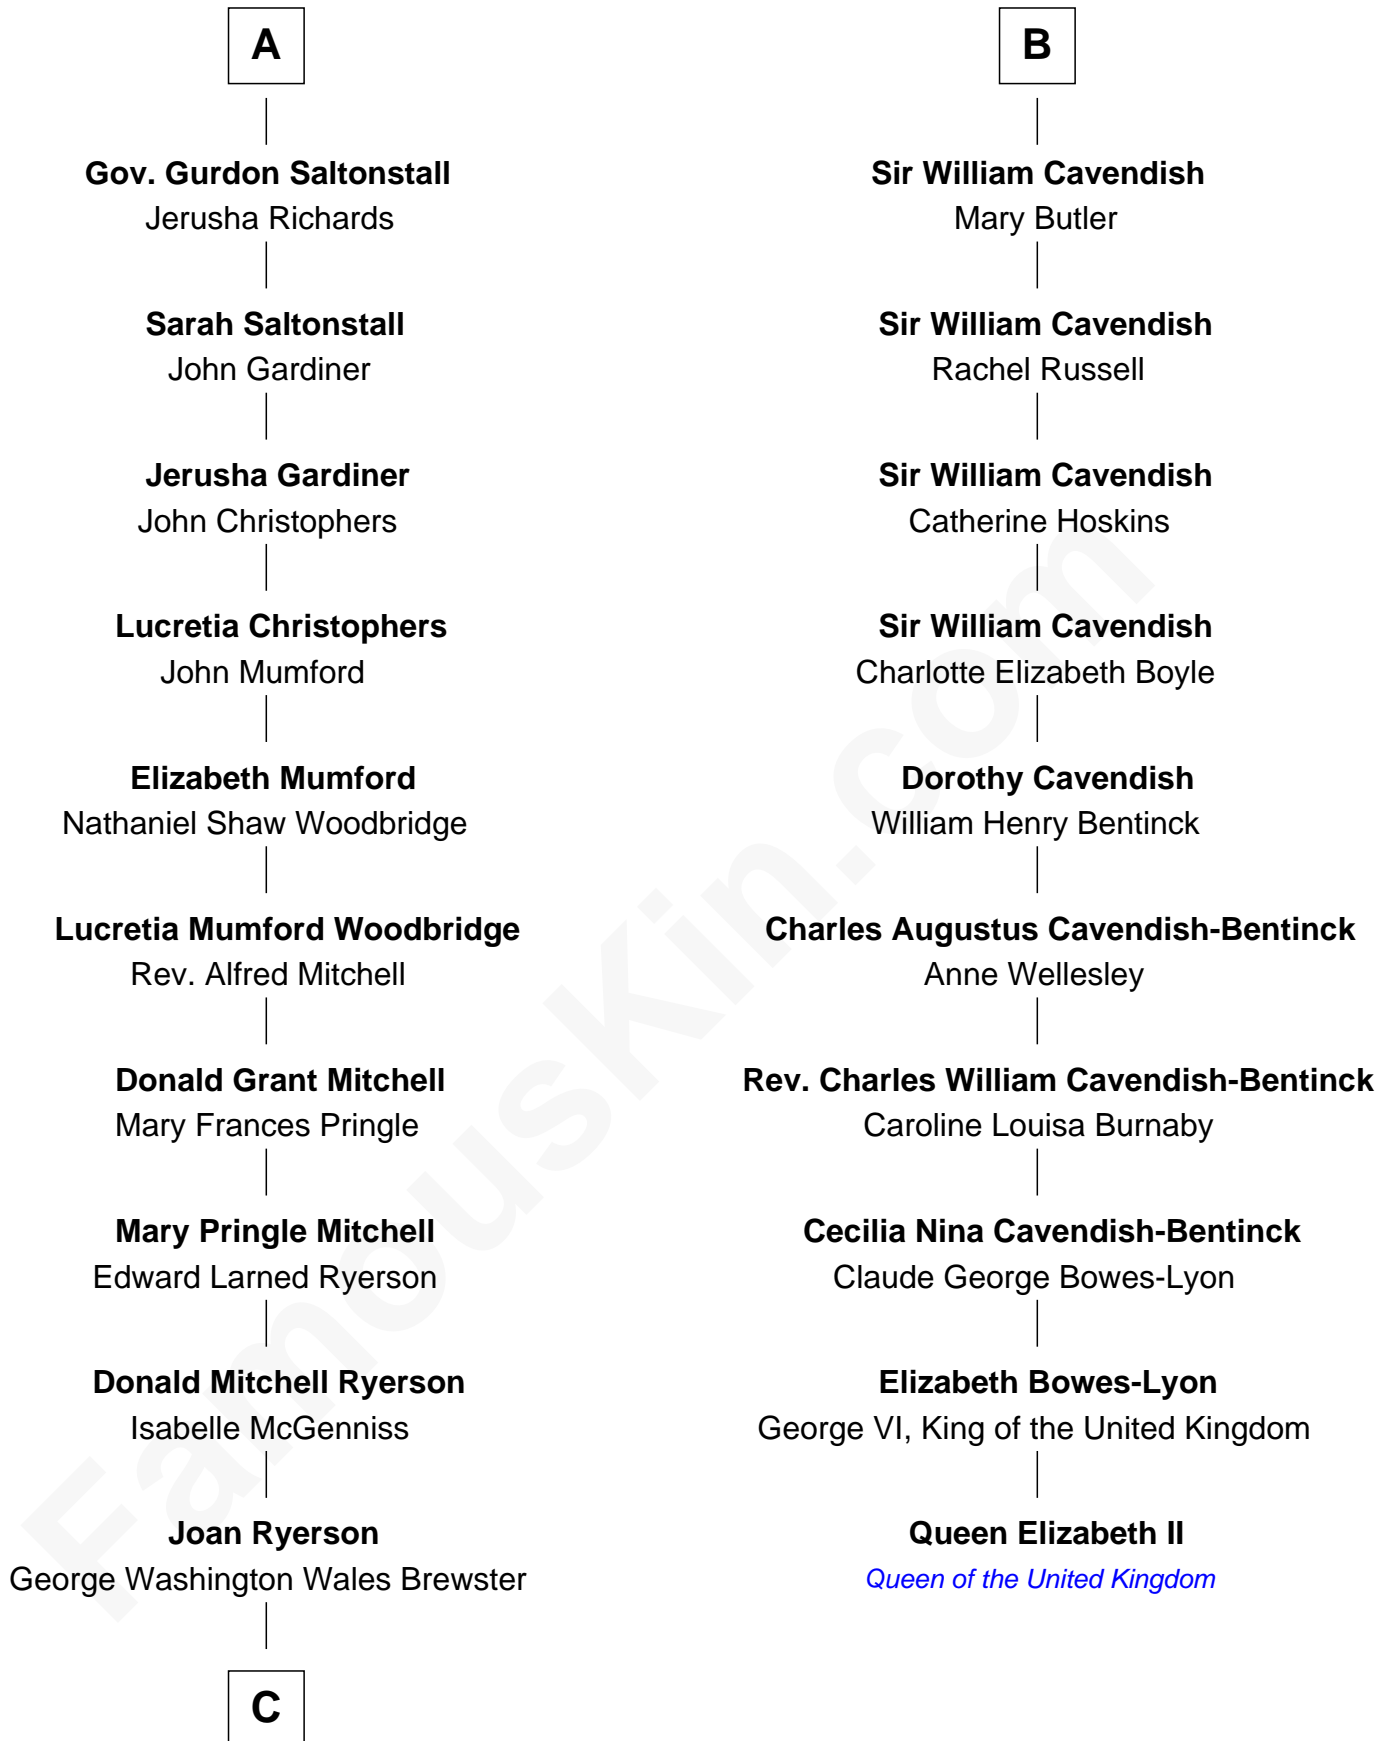 A
Gov. Gurdon Saltonstall
Jerusha Richards
Sarah Saltonstall
John Gardiner
Jerusha Gardiner
John Christophers
Lucretia Christophers
John Mumford
Elizabeth Mumford
Nathaniel Shaw Woodbridge
Lucretia Mumford Woodbridge
Rev. Alfred Mitchell
Donald Grant Mitchell
Mary Frances Pringle
Mary Pringle Mitchell
Edward Larned Ryerson
Donald Mitchell Ryerson
Isabelle McGenniss
Joan Ryerson
George Washington Wales Brewster
C
B
Sir William Cavendish
Mary Butler
Sir William Cavendish
Rachel Russell
Sir William Cavendish
Catherine Hoskins
Sir William Cavendish
Charlotte Elizabeth Boyle
Dorothy Cavendish
William Henry Bentinck
Charles Augustus Cavendish-Bentinck
Anne Wellesley
Rev. Charles William Cavendish-Bentinck
Caroline Louisa Burnaby
Cecilia Nina Cavendish-Bentinck
Claude George Bowes-Lyon
Elizabeth Bowes-Lyon
George VI, King of the United Kingdom
Queen Elizabeth II
Queen of the United Kingdom
FamousKin.com